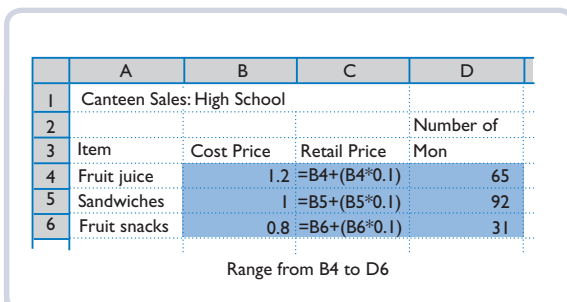 A B C D
1 Canteen Sales: High School
2 Number of
3 Item Cost Price Retail Price Mon
4 Fruit juice 1.2 =B4+(B4*0.1) 65
5 Sandwiches 1 =B5+(B5*0.1) 92
6 Fruit snacks 0.8 =B6+(B6*0.1) 31
Range from B4 to D6